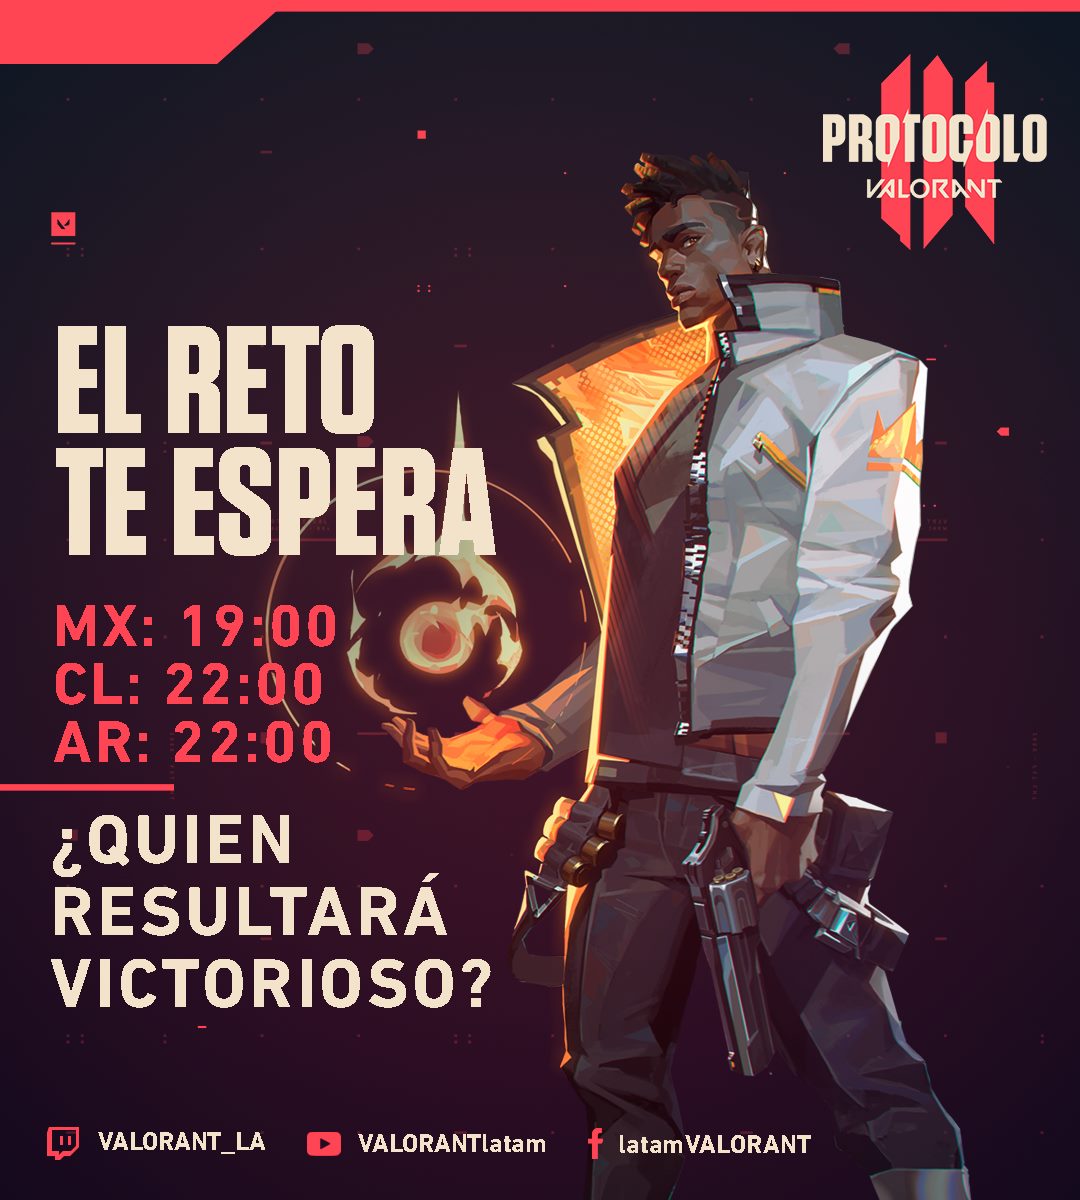 PROTOCOLO
VALORANT
EL RETO
TE ESPERA
MX: 19:00
CL: 22:00
AR: 22:00
¿QUIEN
RESULTARÁ
VICTORIOSO?
VALORANT_LA
VALORANTlatam
latamVALORANT